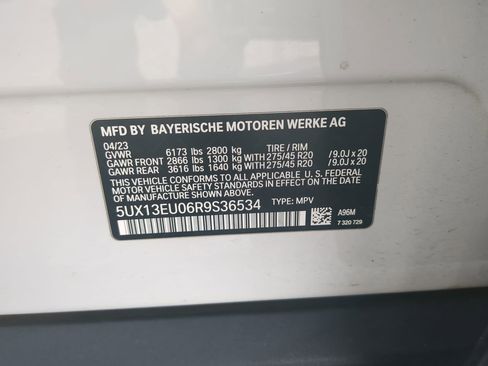 MFD BY BAYERISCHE MOTOREN WERKE AG
04/23 TIRE / RIM
GVWR 6173 lbs 2800 kg
GAWR FRONT 2866 lbs 1300 kg WITH 275/45 R20 / 9.0J x 20
GAWR REAR 3616 lbs 1640 kg WITH 275/45 R20 / 9.0J x 20
THIS VEHICLE CONFORMS TO ALL APPLICABLE U. S. FEDERAL
MOTOR VEHICLE SAFETY STANDARDS IN EFFECT ON THE DATE
OF MANUFACTURE SHOWN ABOVE.
5UX13EU06R9S36534 TYPE: MPV
A96M
7 320 729